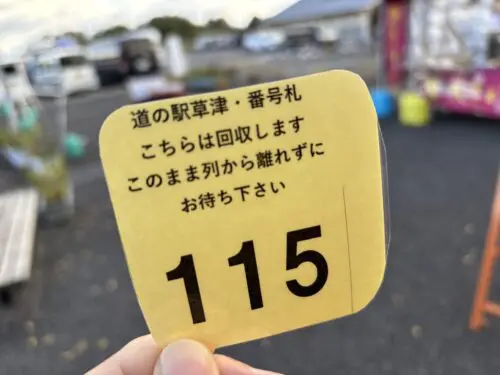 道の駅草津・番号札
こちらは回収します
このまま列から離れずに
お待ち下さい
115